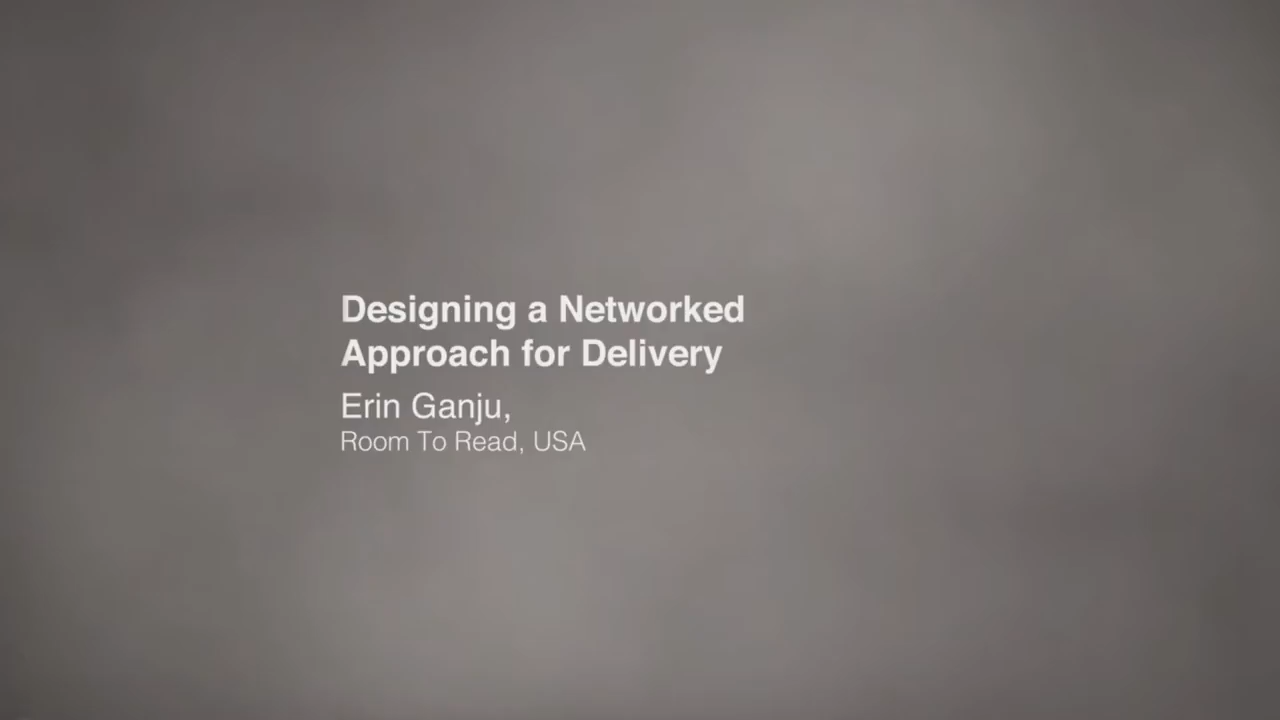 Designing a Networked
Approach for Delivery
Erin Ganju,
Room To Read, USA